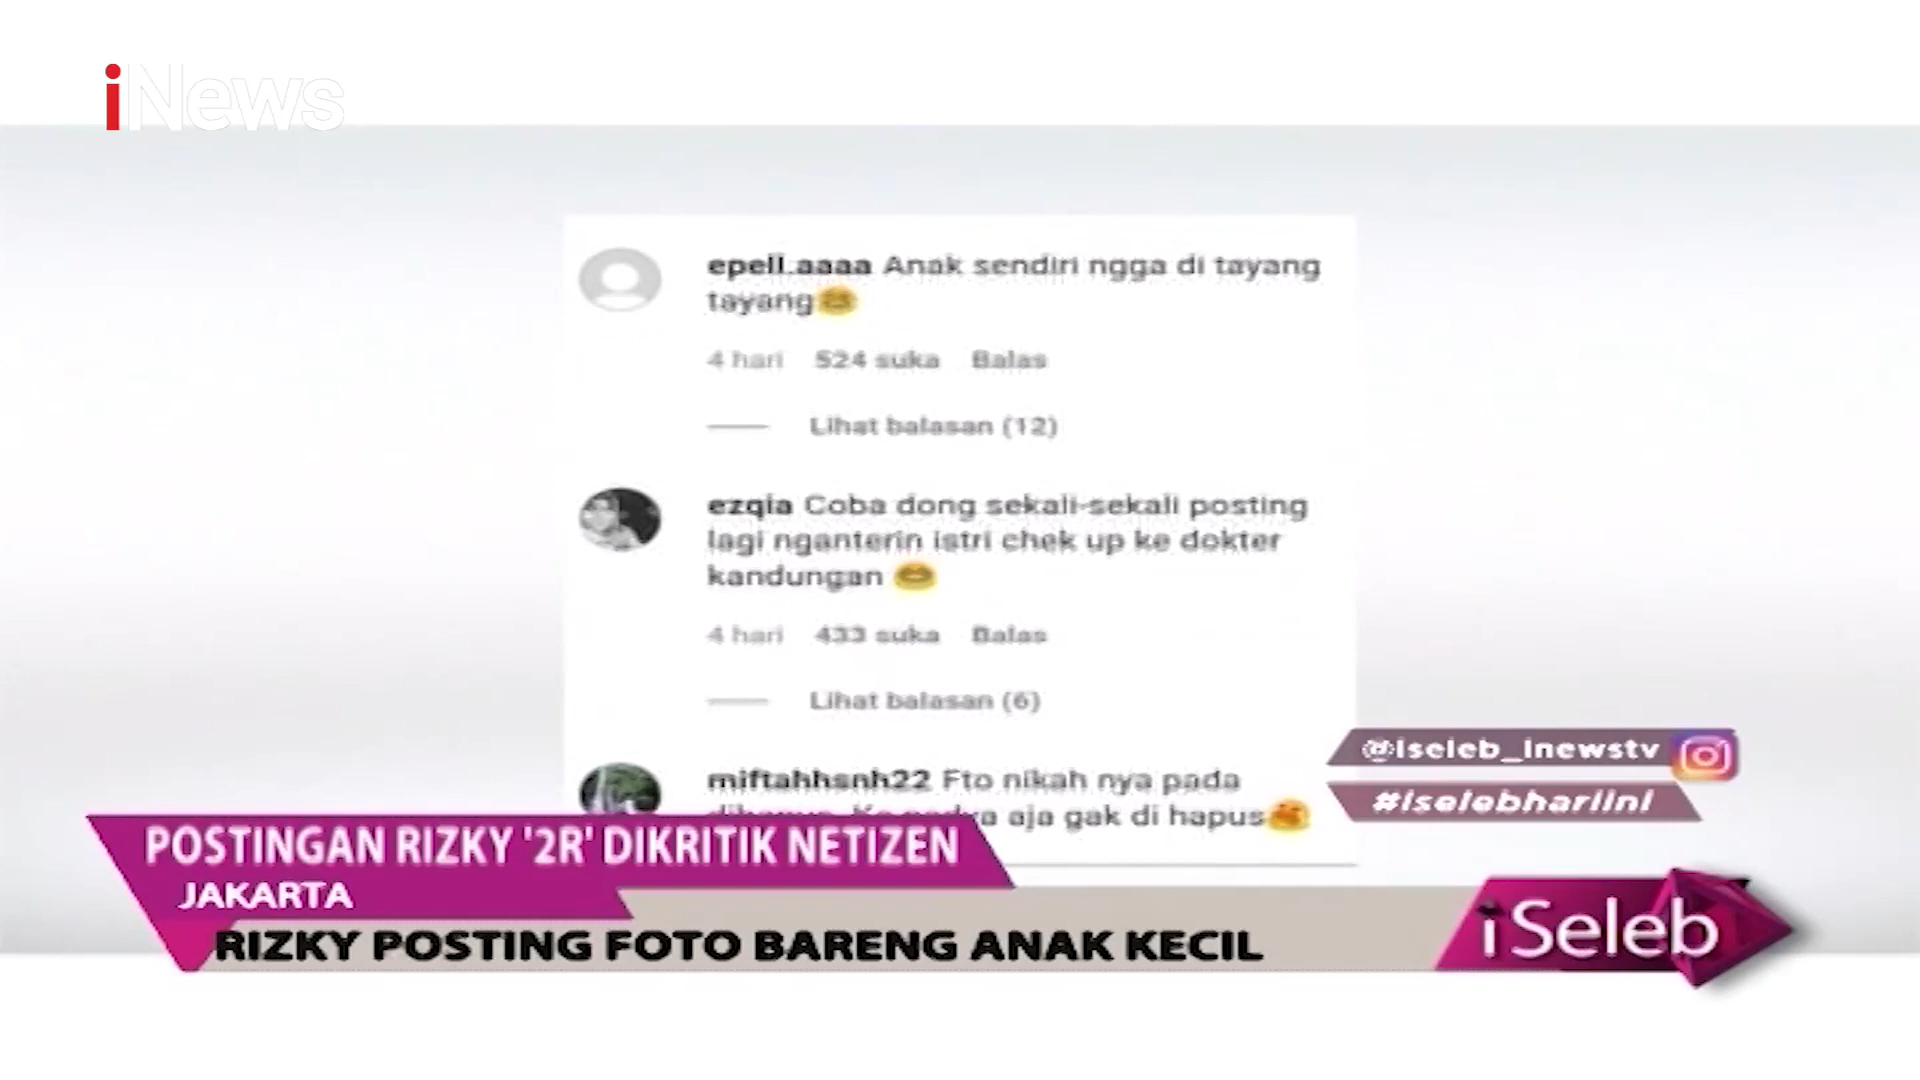 iNews
epell.aaaa Anak sendiri ngga di tayang
tayang
4 hari 524 suka Balas
Lihat balasan (12)
ezqia Coba dong sekali-sekali posting
lagi nganterin istri chek up ke dokter
kandungan
4 hari 433 suka Balas
Lihat balasan (6)
miftahhsnh22 Fto nikah nya pada
aja gak di hapus
@iseleb_inewstv
#iselebhariini
POSTINGAN RIZKY '2R' DIKRITIK NETIZEN
JAKARTA
RIZKY POSTING FOTO BARENG ANAK KECIL
iSeleb